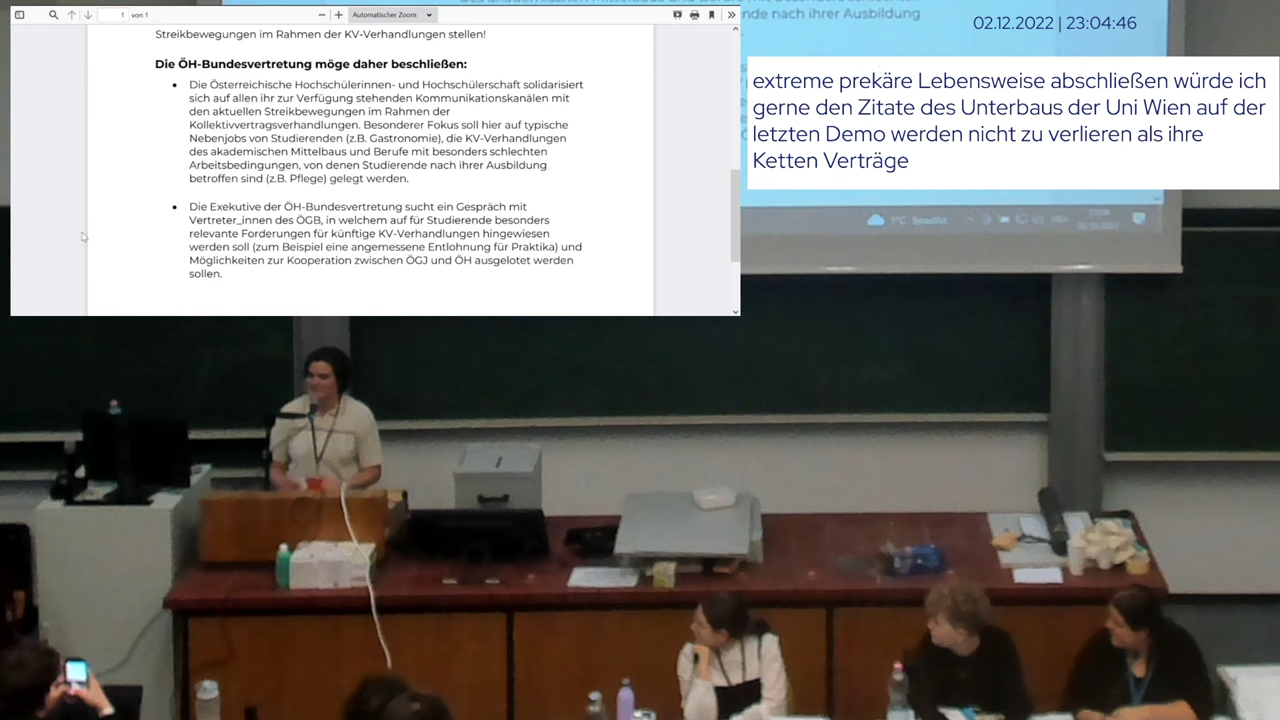 1 von 1
Automatischer Zoom
Streikbewegungen im Rahmen der KV-Verhandlungen stellen!
Die ÖH-Bundesvertretung möge daher beschließen:
• Die Österreichische Hochschülerinnen- und Hochschülerschaft solidarisiert
sich auf allen ihr zur Verfügung stehenden Kommunikationskanälen mit
den aktuellen Streikbewegungen im Rahmen der
Kollektivvertragsverhandlungen. Besonderer Fokus soll hier auf typische
Nebenjobs von Studierenden (z.B. Gastronomie), die KV-Verhandlungen
des akademischen Mittelbaus und Berufe mit besonders schlechten
Arbeitsbedingungen, von denen Studierende nach ihrer Ausbildung
betroffen sind (z.B. Pflege) gelegt werden.
• Die Exekutive der ÖH-Bundesvertretung sucht ein Gespräch mit
Vertreter_innen des ÖGB, in welchem auf für Studierende besonders
relevante Forderungen für künftige KV-Verhandlungen hingewiesen
werden soll (zum Beispiel eine angemessene Entlohnung für Praktika) und
Möglichkeiten zur Kooperation zwischen ÖGJ und ÖH ausgelotet werden
sollen.
nde nach ihrer Ausbildung
02.12.2022 | 23:04:46
extreme prekäre Lebensweise abschließen würde ich
gerne den Zitate des Unterbaus der Uni Wien auf der
letzten Demo werden nicht zu verlieren als ihre
Ketten Verträge
1°C